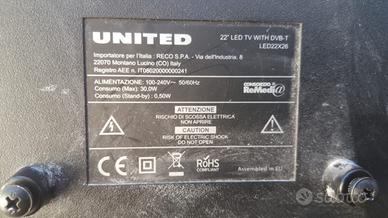 UNITED
22" LED TV WITH DVB-T
LED22X26
Importatore per l'Italia : RECO S.P.A - Via dell'Industria, 8
22070 Montano Lucino (CO) Italy
Registro AEE n. IT08020000000241
ALIMENTAZIONE: 100-240V~ 50/60Hz
Consumo (Max): 30,0W
Consumo (Stand-by) : 0,50W
CONSORZIO
ReMedi@
ATTENZIONE
RISCHIO DI SCOSSA ELETTRICA
NON APRIRE
CAUTION
RISK OF ELECTRIC SHOCK
DO NOT OPEN
CE
RoHS
COMPLIANT
Assembled in EU
subito